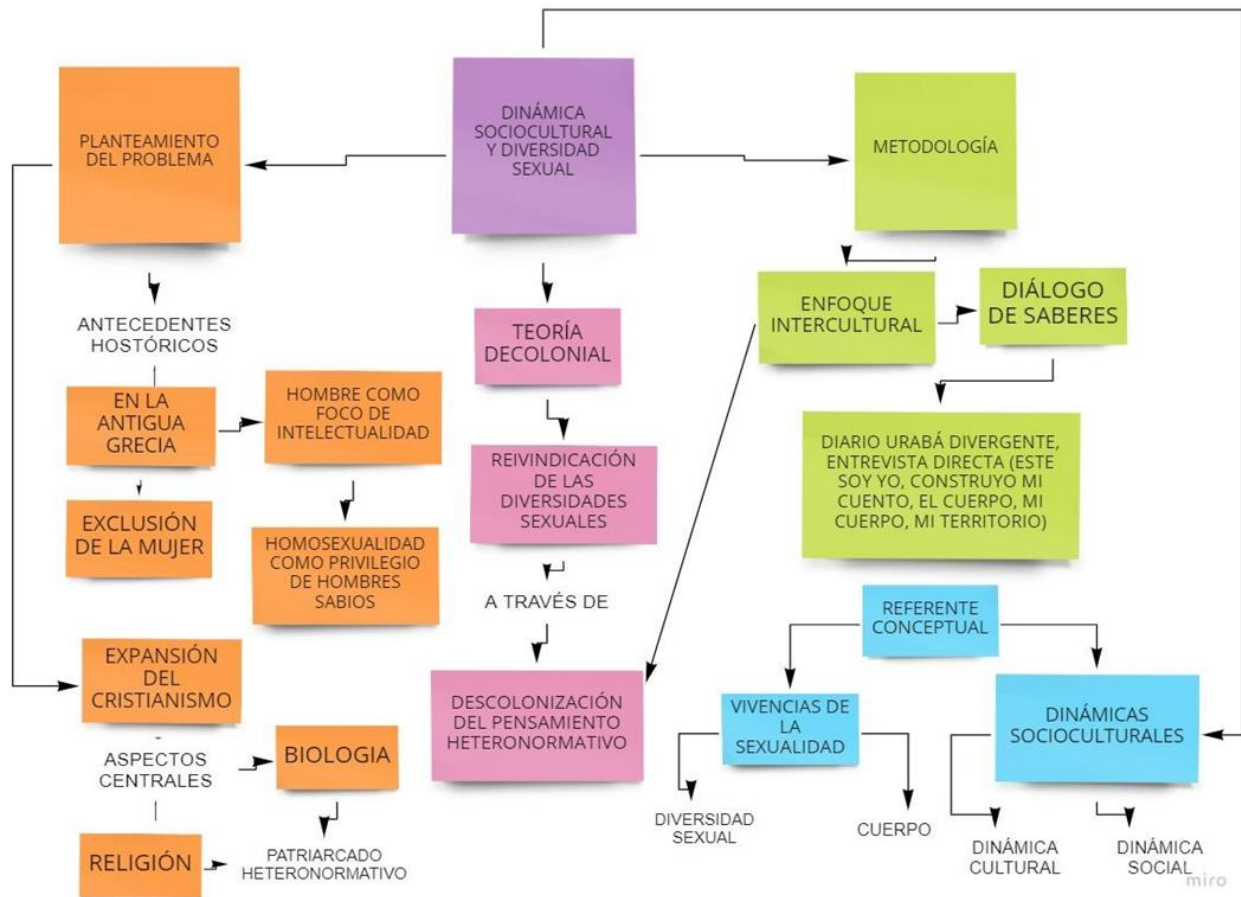 PLANTEAMIENTO
DEL PROBLEMA
DINÁMICA
SOCIOCULTURAL
Y DIVERSIDAD
SEXUAL
METODOLOGÍA
ANTECEDENTES
HOSTÓRICOS
EN LA
ANTIGUA
GRECIA
HOMBRE COMO
FOCO DE
INTELECTUALIDAD
EXCLUSIÓN
DE LA MUJER
HOMOSEXUALIDAD
COMO PRIVILEGIO
DE HOMBRES
SABIOS
EXPANSIÓN
DEL
CRISTIANISMO
ASPECTOS
CENTRALES
BIOLOGIA
RELIGIÓN
PATRIARCADO
HETERONORMATIVO
TEORÍA
DECOLONIAL
REIVINDICACIÓN
DE LAS
DIVERSIDADES
SEXUALES
A TRAVÉS DE
DESCOLONIZACIÓN
DEL PENSAMIENTO
HETERONORMATIVO
ENFOQUE
INTERCULTURAL
DIÁLOGO
DE SABERES
DIARIO URABÁ DIVERGENTE,
ENTREVISTA DIRECTA (ESTE
SOY YO, CONSTRUYO MI
CUENTO, EL CUERPO, MI
CUERPO, MI TERRITORIO)
REFERENTE
CONCEPTUAL
VIVENCIAS DE
LA
SEXUALIDAD
DINÁMICAS
SOCIOCULTURALES
DIVERSIDAD
SEXUAL
CUERPO
DINÁMICA
CULTURAL
DINÁMICA
SOCIAL
miro